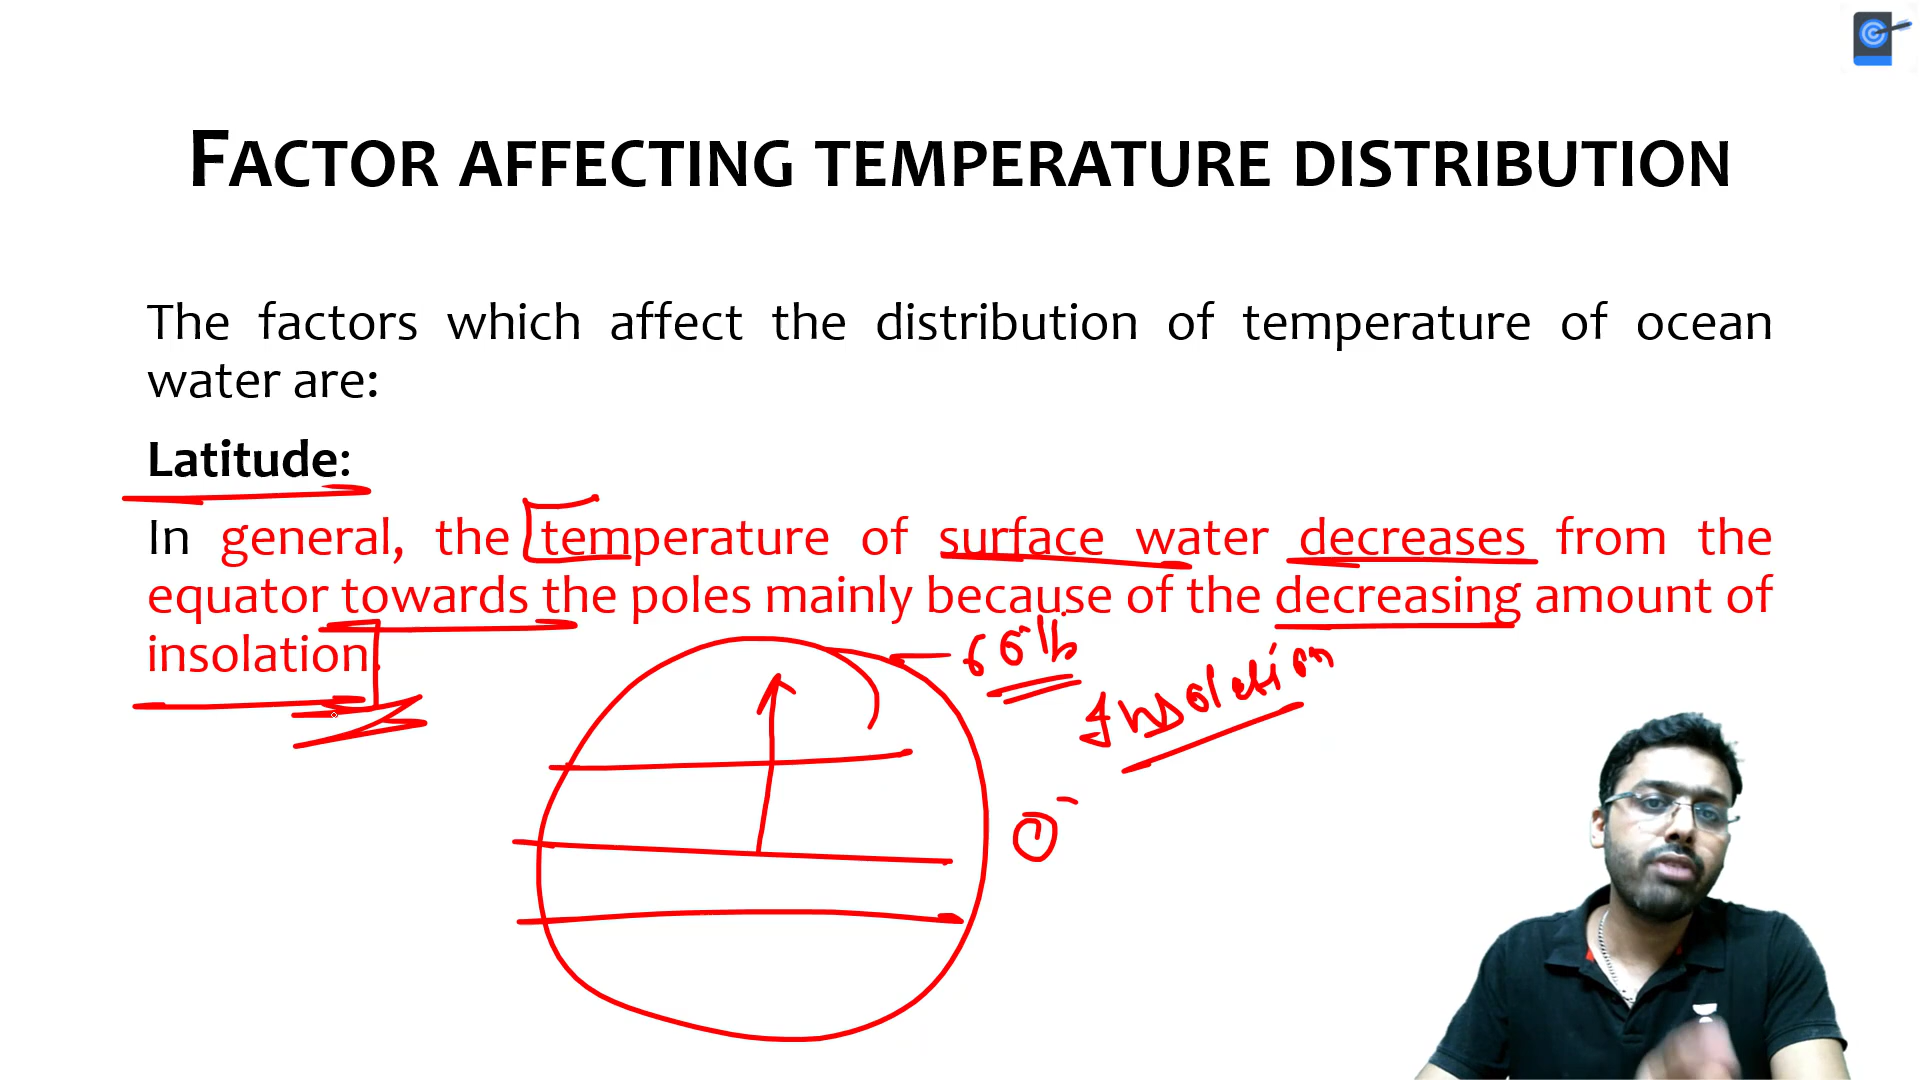 FACTOR AFFECTING TEMPERATURE DISTRIBUTION
The factors which affect the distribution of temperature of ocean
water are:
Latitude:
In general, the temperature of surface water decreases from the
equator towards the poles mainly because of the decreasing amount of
insolation.
Insolation